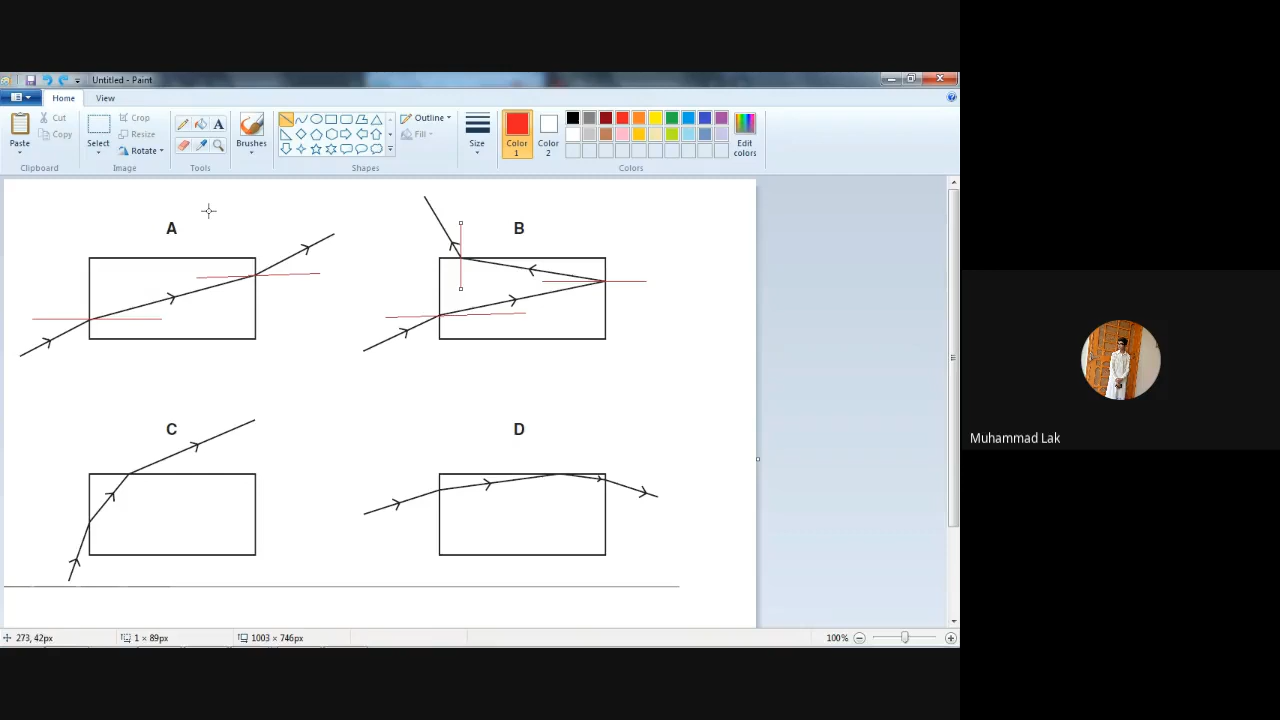 Untitled - Paint
Home View
Paste
Cut
Copy
Clipboard
Select
Crop
Resize
Rotate
Image
A
Tools
Brushes
Shapes
Outline
Fill
Size
Color 1
Color 2
Edit colors
Colors
A
B
C
D
273, 42px
1 × 89px
1003 × 746px
100%
Muhammad Lak